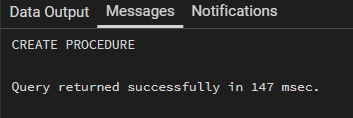 Data Output Messages Notifications
CREATE PROCEDURE
Query returned successfully in 147 msec.